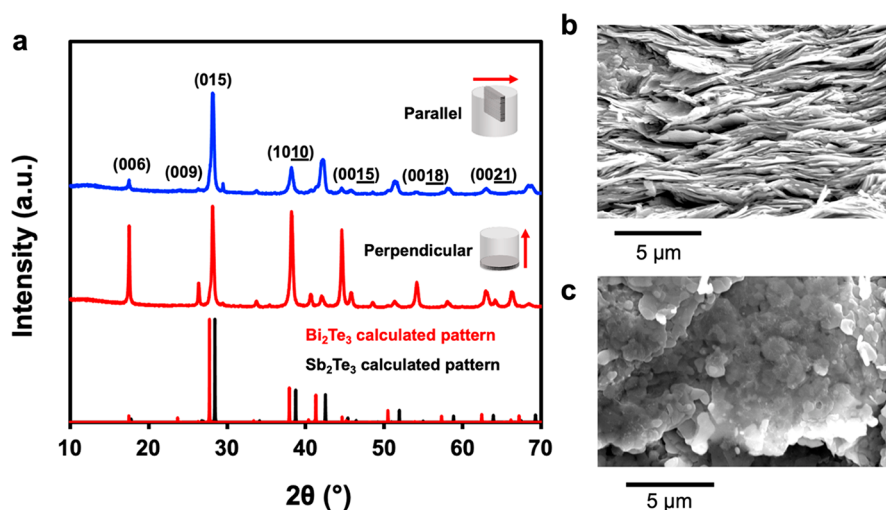 a
Intensity (a.u.)
(006)
(009)
(015)
(1010)
(0015)
(0018)
(0021)
Parallel
Perpendicular
Bi₂Te₃ calculated pattern
Sb₂Te₃ calculated pattern
10 20 30 40 50 60 70
2θ (°)
b
5 µm
c
5 µm